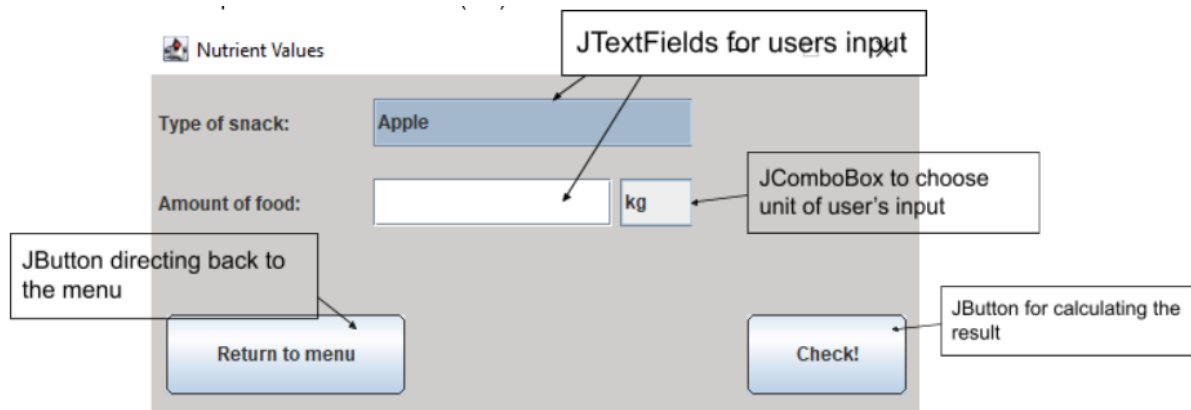 JTextFields for users input
Nutrient Values
Type of snack:
Apple
JComboBox to choose
unit of user's input
Amount of food:
kg
JButton directing back to
the menu
JButton for calculating the
result
Return to menu
Check!